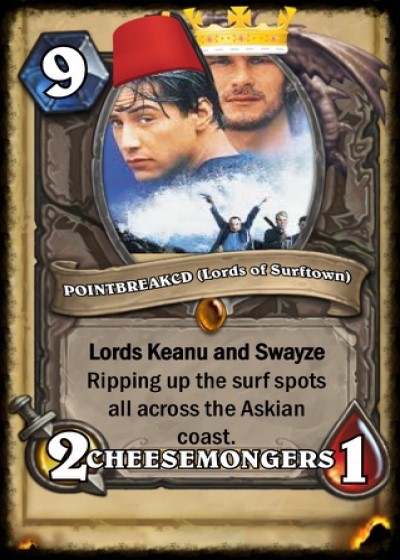 9
POINTBREAKCD (Lords of Surftown)
Lords Keanu and Swayze
Ripping up the surf spots
all across the Askian
coast.
2
CHEESEMONGERS
1